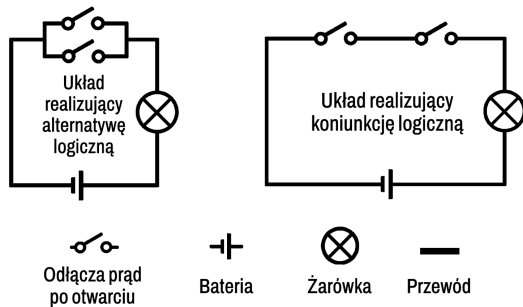 Układ
realizujący
alternatywę
logiczną
Układ realizujący
koniunkcję logiczną
Odłącza prąd
po otwarciu
Bateria
Żarówka
Przewód